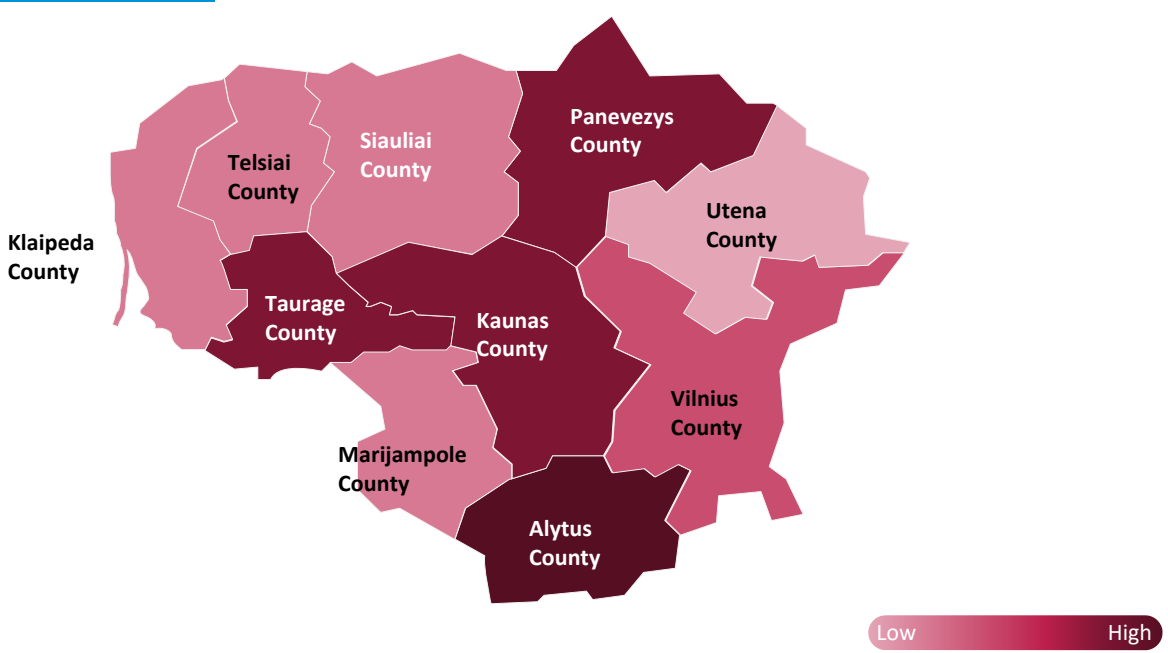 Panevezys
County
Siauliai
County
Telsiai
County
Utena
County
Klaipeda
County
Taurage
County
Kaunas
County
Vilnius
County
Marijampole
County
Alytus
County
Low
High